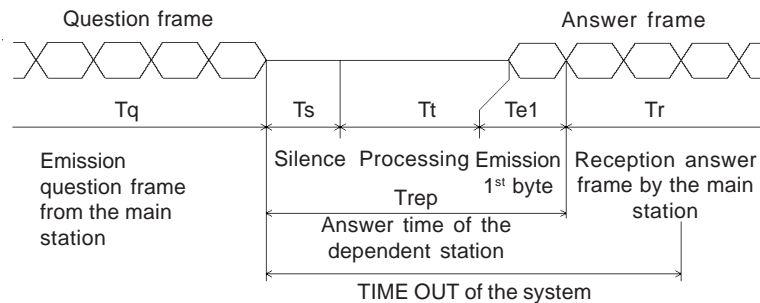 Question frame
Answer frame
Tq
Ts
Tt
Te1
Tr
Emission
question frame
from the main
station
Silence
Processing
Emission
1st byte
Reception answer
frame by the main
station
Trep
Answer time of the
dependent station
TIME OUT of the system